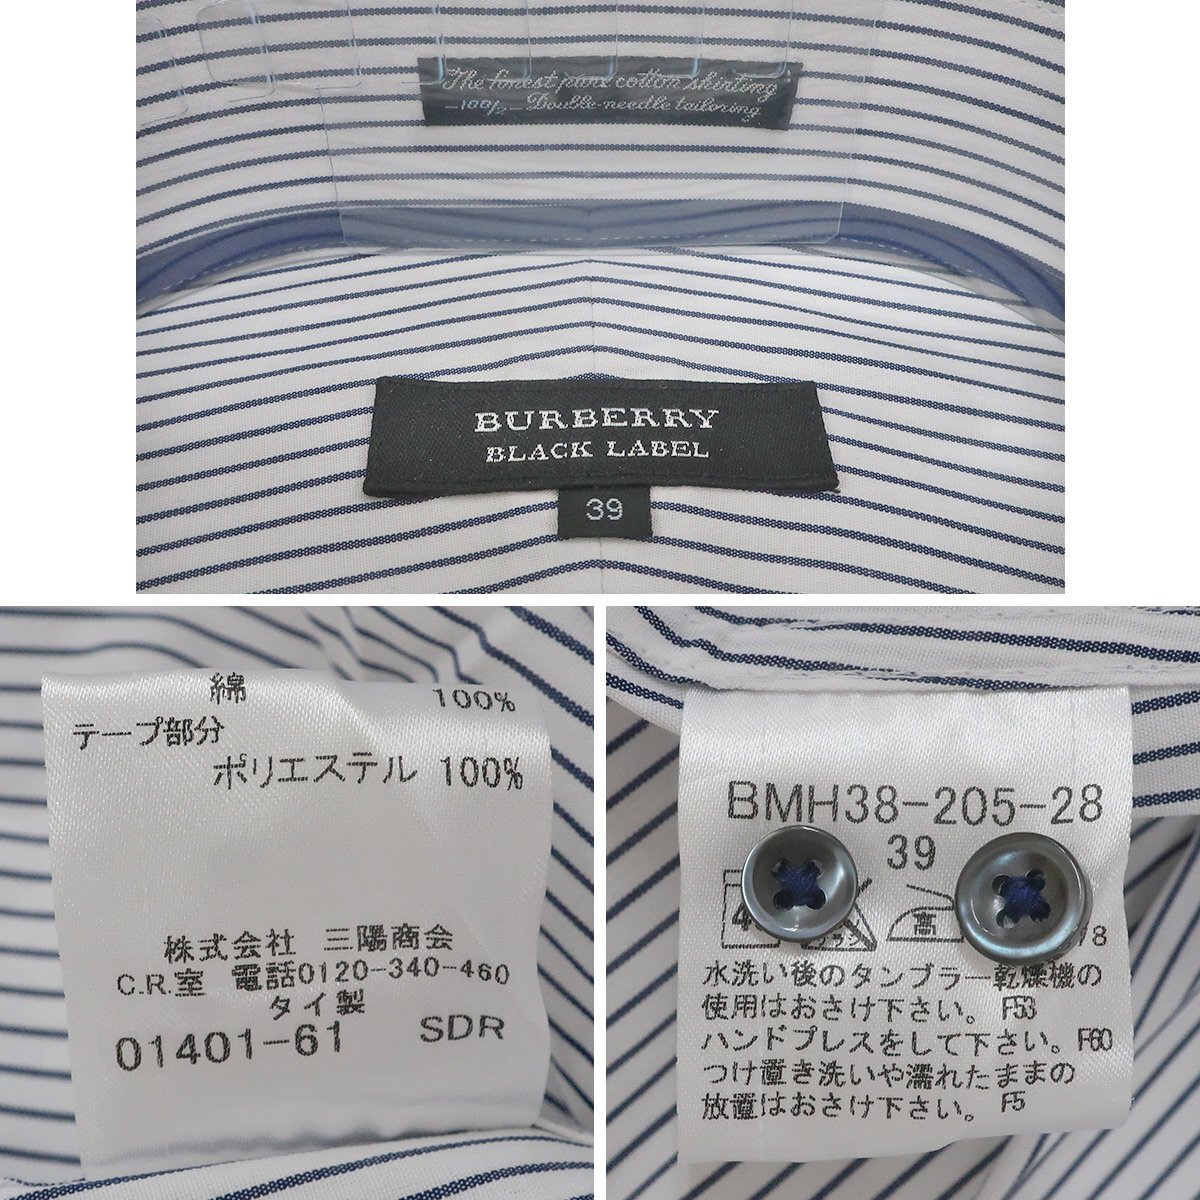 The finest pure cotton shirting
—100/2— Double-needle tailoring
BURBERRY
BLACK LABEL
39
綿 100%
テープ部分
ポリエステル 100%
株式会社 三陽商会
C.R.室 電話0120-340-460
タイ製
01401-61 SDR
BMH38-205-28
39
高
水洗い後のタンブラー乾燥機の
使用はおさけ下さい。 F53
ハンドプレスをして下さい。 F60
つけ置き洗いや濡れたままの
放置はおさけ下さい。 F5